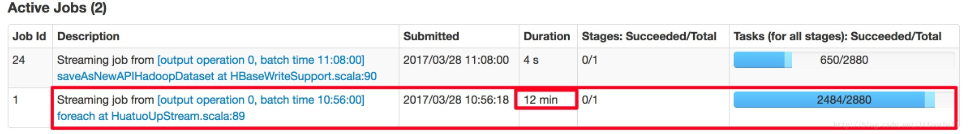 Active Jobs (2)
Job Id Description Submitted Duration Stages: Succeeded/Total Tasks (for all stages): Succeeded/Total
24 Streaming job from [output operation 0, batch time 11:08:00] 2017/03/28 11:08:00 4 s 0/1 650/2880
saveAsNewAPIHadoopDataset at HBaseWriteSupport.scala:90
1 Streaming job from [output operation 0, batch time 10:56:00] 2017/03/28 10:56:18 12 min 0/1 2484/2880
foreach at HuatuoUpStream.scala:89